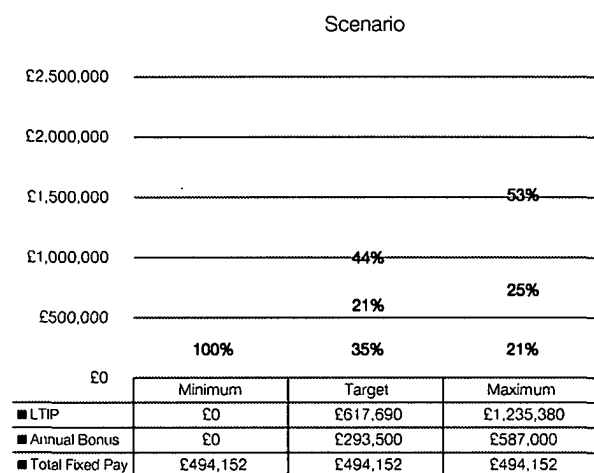 Scenario
£2,500,000
£2,000,000
£1,500,000 53%
£1,000,000 44%
25%
21%
£500,000
100% 35% 21%
£0
Minimum Target Maximum
LTIP £0 £617,690 £1,235,380
Annual Bonus £0 £293,500 £587,000
Total Fixed Pay £494,152 £494,152 £494,152